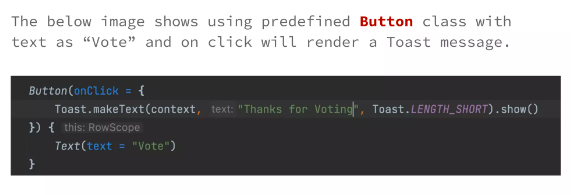 The below image shows using predefined Button class with
text as “Vote” and on click will render a Toast message.
Button(onClick = {
Toast.makeText(context, text: "Thanks for Voting", Toast.LENGTH_SHORT).show()
}) { this: RowScope
Text(text = "Vote")
}